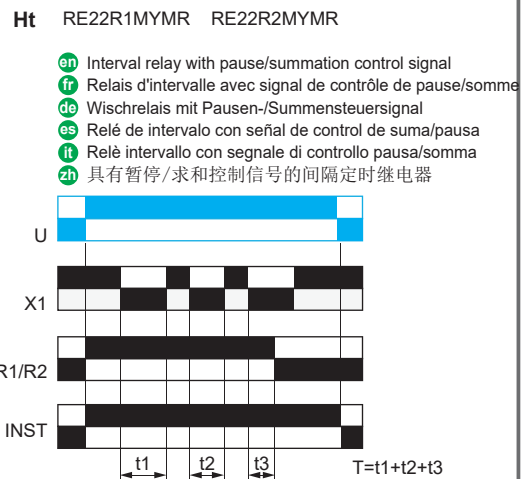 Ht RE22R1MYMR RE22R2MYMR
en Interval relay with pause/summation control signal
fr Relais d'intervalle avec signal de contrôle de pause/somme
de Wischrelais mit Pausen-/Summensteuersignal
es Relé de intervalo con señal de control de suma/pausa
it Relè intervallo con segnale di controllo pausa/somma
zh 具有暂停/求和控制信号的间隔定时继电器
U
X1
R1/R2
INST
t1 t2 t3 T=t1+t2+t3